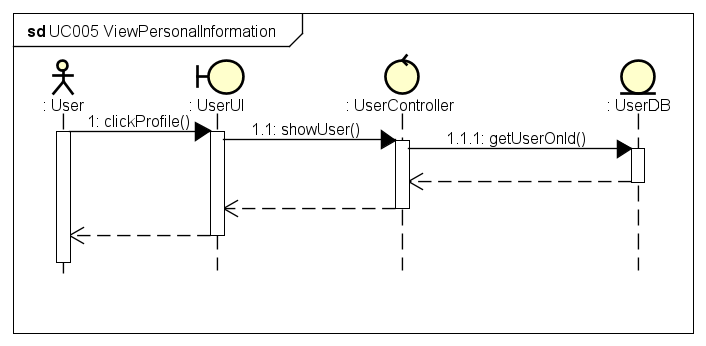 sd UC005 ViewPersonalInformation
: User
: UserUI
: UserController
: UserDB
1: clickProfile()
1.1: showUser()
1.1.1: getUserOnId()